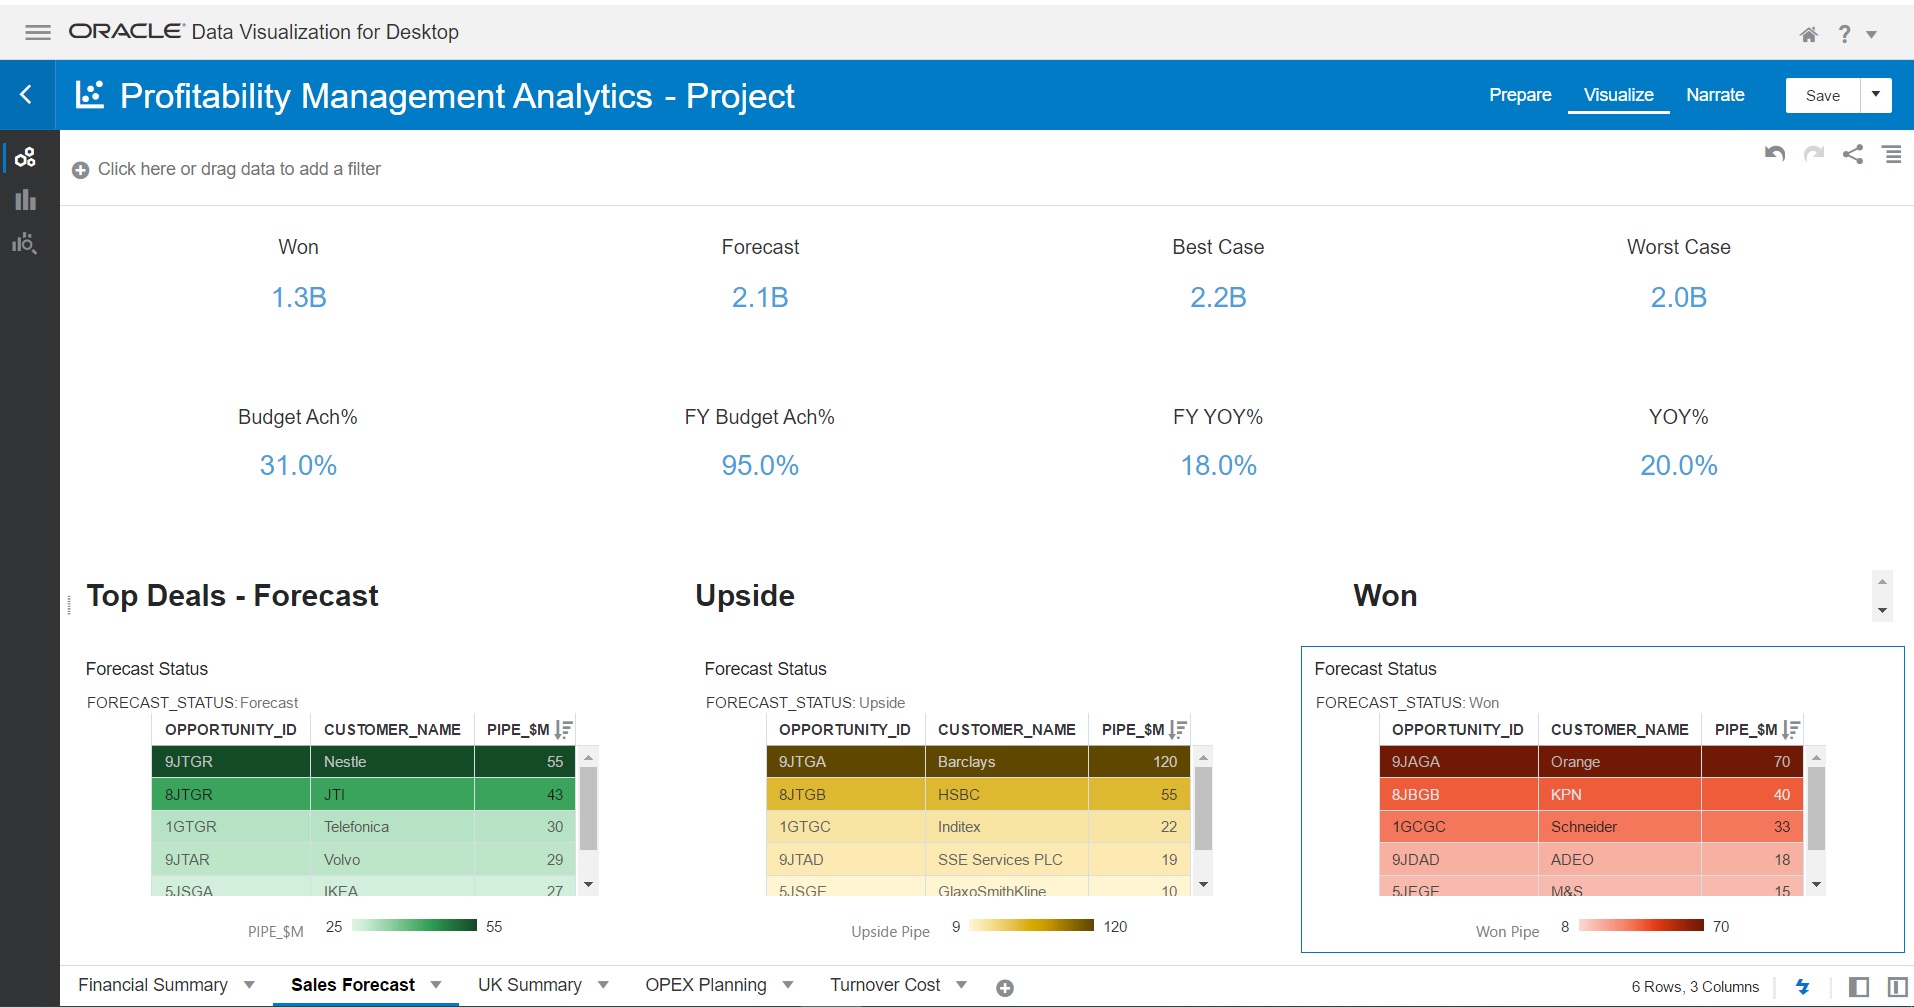 ORACLE Data Visualization for Desktop
?
Profitability Management Analytics - Project
Prepare Visualize Narrate Save
Click here or drag data to add a filter
Won Forecast Best Case Worst Case
1.3B 2.1B 2.2B 2.0B
Budget Ach% FY Budget Ach% FY YOY% YOY%
31.0% 95.0% 18.0% 20.0%
Top Deals - Forecast Upside Won
Forecast Status
FORECAST_STATUS: Forecast
OPPORTUNITY_ID CUSTOMER_NAME PIPE_$M
9JTGR Nestle 55
8JTGR JTI 43
1GTGR Telefonica 30
9JTAR Volvo 29
5JSGA IKEA 27
PIPE_$M 25 55
Forecast Status
FORECAST_STATUS: Upside
OPPORTUNITY_ID CUSTOMER_NAME PIPE_$M
9JTGA Barclays 120
8JTGB HSBC 55
1GTGC Inditex 22
9JTAD SSE Services PLC 19
5JSGE GlaxoSmithKline 10
Upside Pipe 9 120
Forecast Status
FORECAST_STATUS: Won
OPPORTUNITY_ID CUSTOMER_NAME PIPE_$M
9JAGA Orange 70
8JBGB KPN 40
1GCGC Schneider 33
9JDAD ADEO 18
5JEGE M&S 15
Won Pipe 8 70
Financial Summary Sales Forecast UK Summary OPEX Planning Turnover Cost 6 Rows, 3 Columns